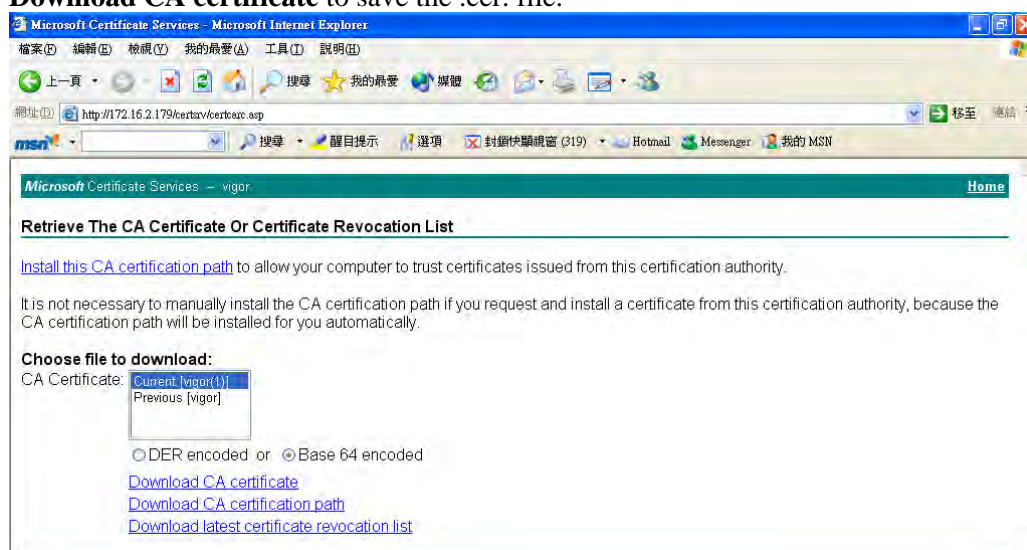 Download CA certificate to save the .cer. file.
Microsoft Certificate Services - Microsoft Internet Explorer
檔案(F) 編輯(E) 檢視(V) 我的最愛(A) 工具(T) 說明(H)
上一頁 搜尋 我的最愛 媒體
網址(D) http://172.16.2.179/certsrv/certcarc.asp 移至 連結
msn 搜尋 醒目提示 選項 封鎖快顯視窗 (319) Hotmail Messenger 我的 MSN
Microsoft Certificate Services -- vigor Home
Retrieve The CA Certificate Or Certificate Revocation List
Install this CA certification path to allow your computer to trust certificates issued from this certification authority.
It is not necessary to manually install the CA certification path if you request and install a certificate from this certification authority, because the
CA certification path will be installed for you automatically.
Choose file to download:
CA Certificate: Current [vigor(1)]
Previous [vigor]
DER encoded or Base 64 encoded
Download CA certificate
Download CA certification path
Download latest certificate revocation list